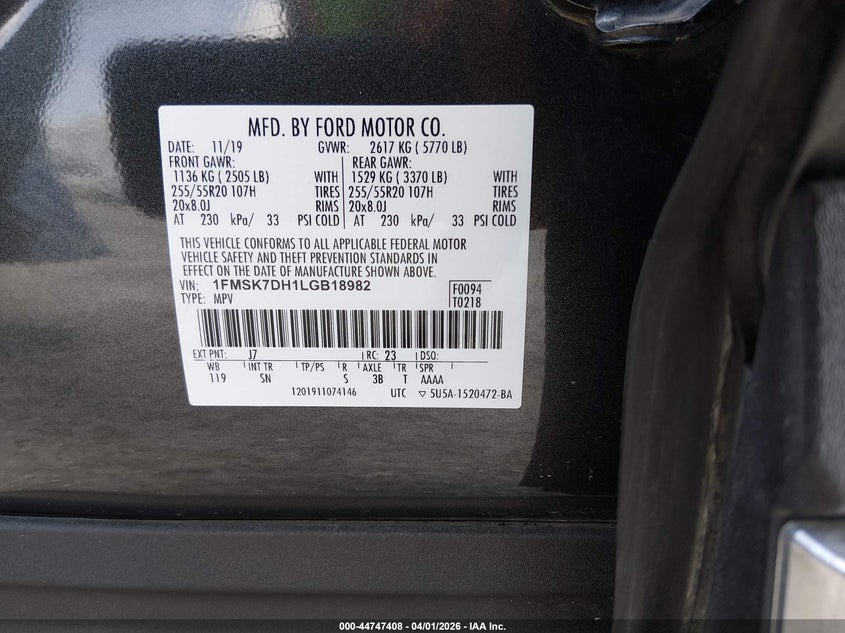 MFD. BY FORD MOTOR CO.
DATE: 11/19 GVWR: 2617 KG ( 5770 LB)
FRONT GAWR: REAR GAWR:
1136 KG ( 2505 LB) WITH 1529 KG ( 3370 LB) WITH
255/55R20 107H TIRES 255/55R20 107H TIRES
20x8.0J RIMS 20x8.0J RIMS
AT 230 kPa/ 33 PSI COLD AT 230 kPa/ 33 PSI COLD
THIS VEHICLE CONFORMS TO ALL APPLICABLE FEDERAL MOTOR
VEHICLE SAFETY AND THEFT PREVENTION STANDARDS IN
EFFECT ON THE DATE OF MANUFACTURE SHOWN ABOVE.
VIN: 1FMSK7DH1LGB18982 F0094
TYPE: MPV T0218
EXT PNT: J7 RC: 23 DSO:
WB INT TR TP/PS R AXLE TR SPR
119 SN S 3B T AAAA
1201911074146 UTC ▽ 5U5A-1520472-BA
000-44747408 - 04/01/2026 - IAA Inc.